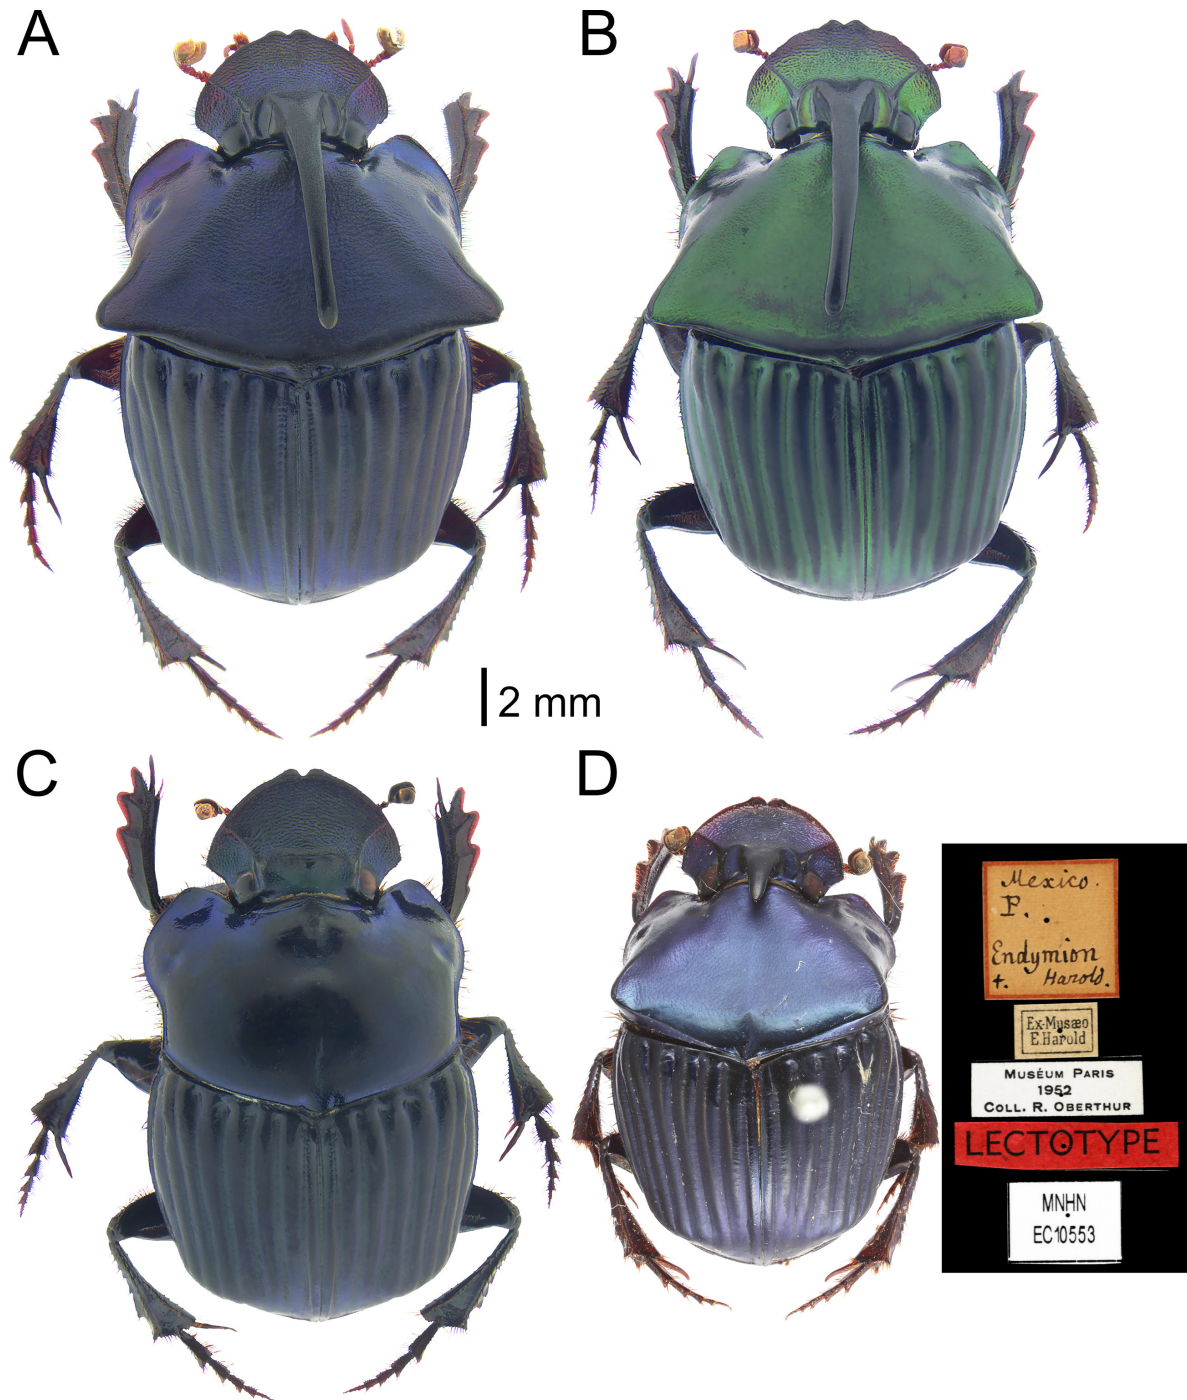 A
B
2 mm
C
D
Mexico.
P.
Endymion
Harold.
Ex-Musæo
E Harold
MUSÉUM PARIS
1952
COLL. R. OBERTHUR
LECTOTYPE
MNHN
EC10553